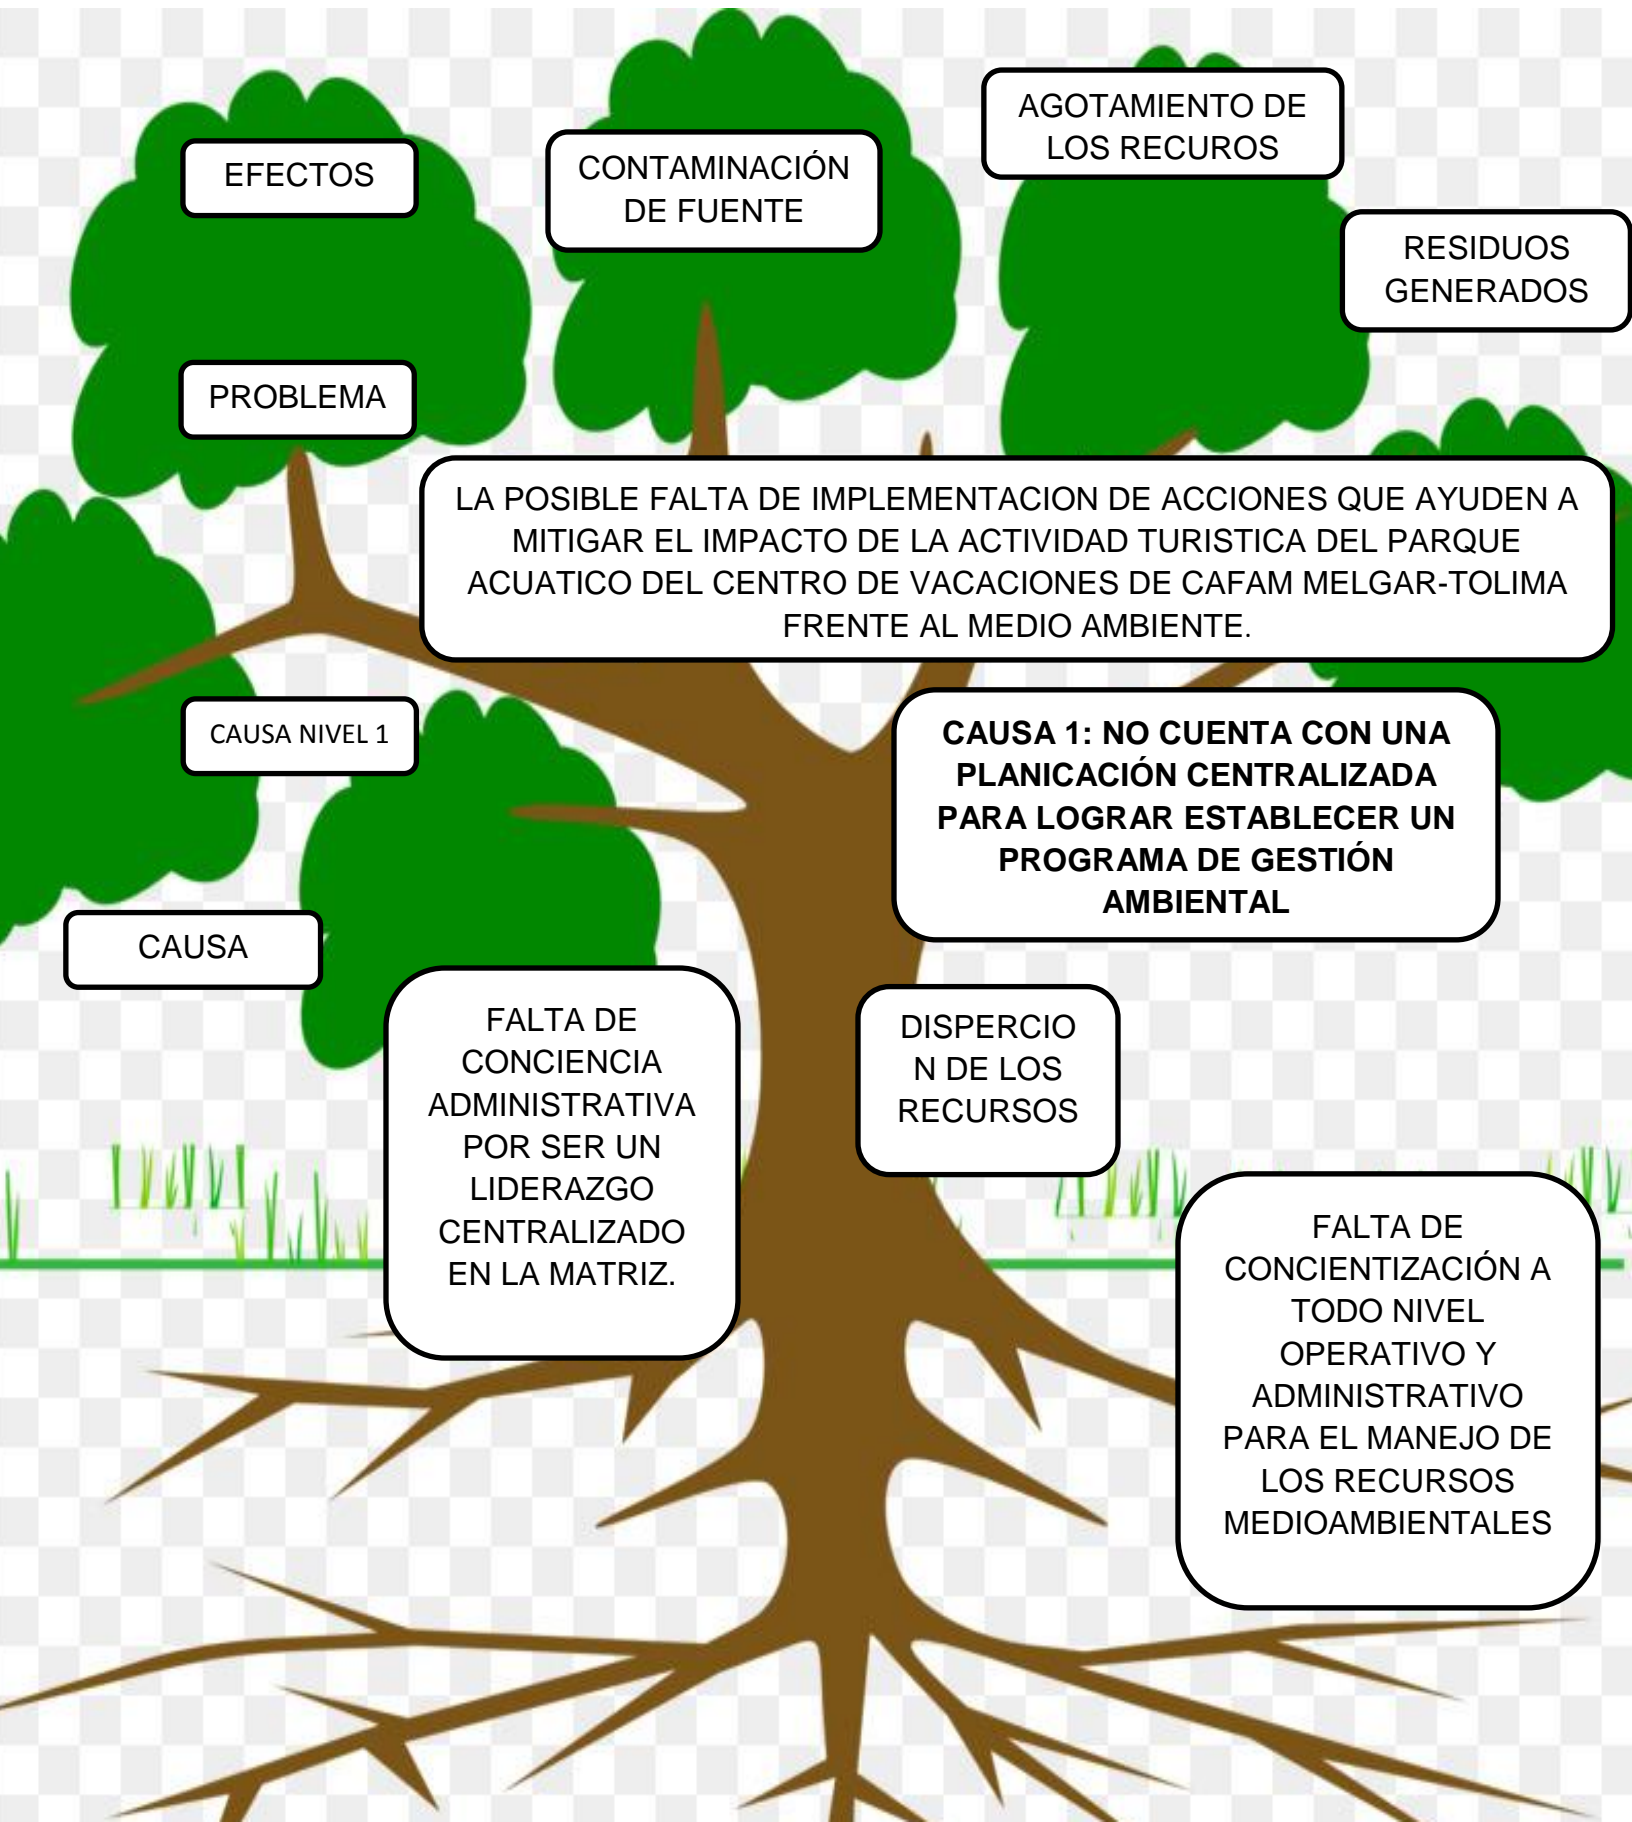 EFECTOS
CONTAMINACIÓN
DE FUENTE
AGOTAMIENTO DE
LOS RECUROS
RESIDUOS
GENERADOS
PROBLEMA
LA POSIBLE FALTA DE IMPLEMENTACION DE ACCIONES QUE AYUDEN A
MITIGAR EL IMPACTO DE LA ACTIVIDAD TURISTICA DEL PARQUE
ACUATICO DEL CENTRO DE VACACIONES DE CAFAM MELGAR-TOLIMA
FRENTE AL MEDIO AMBIENTE.
CAUSA NIVEL 1
CAUSA 1: NO CUENTA CON UNA
PLANICACIÓN CENTRALIZADA
PARA LOGRAR ESTABLECER UN
PROGRAMA DE GESTIÓN
AMBIENTAL
CAUSA
FALTA DE
CONCIENCIA
ADMINISTRATIVA
POR SER UN
LIDERAZGO
CENTRALIZADO
EN LA MATRIZ.
DISPERCIO
N DE LOS
RECURSOS
FALTA DE
CONCIENTIZACIÓN A
TODO NIVEL
OPERATIVO Y
ADMINISTRATIVO
PARA EL MANEJO DE
LOS RECURSOS
MEDIOAMBIENTALES